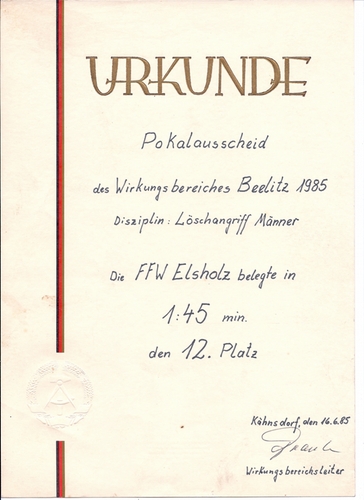 URKUNDE
Pokalausscheid
des Wirkungsbereiches Beelitz 1985
Disziplin: Löschangriff Männer
Die FFW Elsholz belegte in
1:45 min.
den 12. Platz
Kähnsdorf, den 16.6.85
Wirkungsbereichsleiter